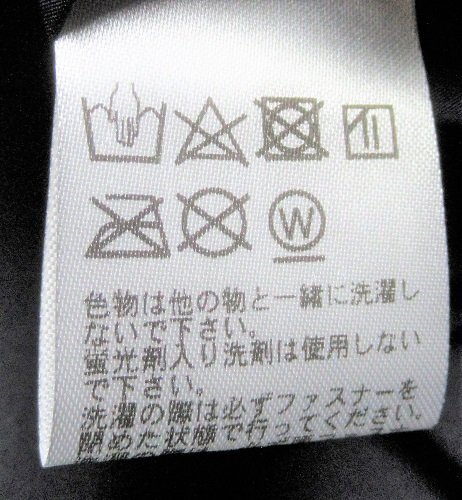 W
色物は他の物と一緒に洗濯し
ないで下さい。
蛍光剤入り洗剤は使用しない
で下さい。
洗濯の際は必ずファスナーを
閉めた状態で行ってください。